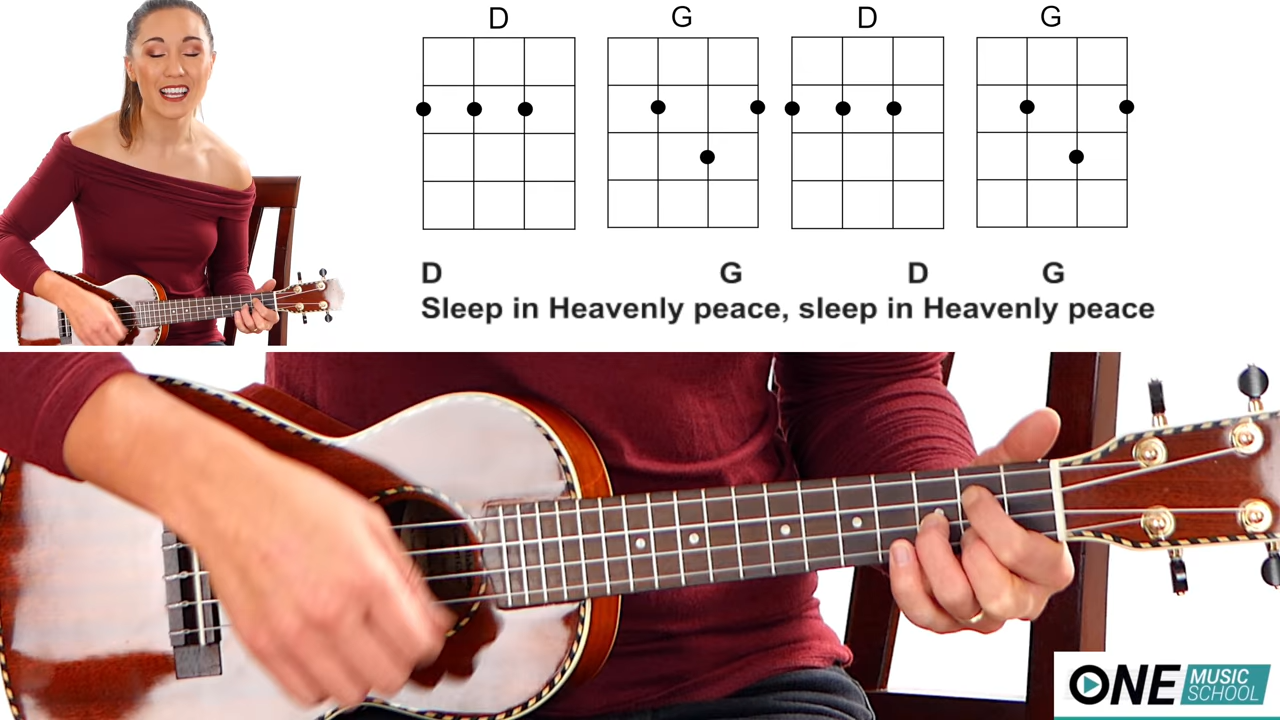 D G D G
D G D G
Sleep in Heavenly peace, sleep in Heavenly peace
ONE MUSIC
SCHOOL